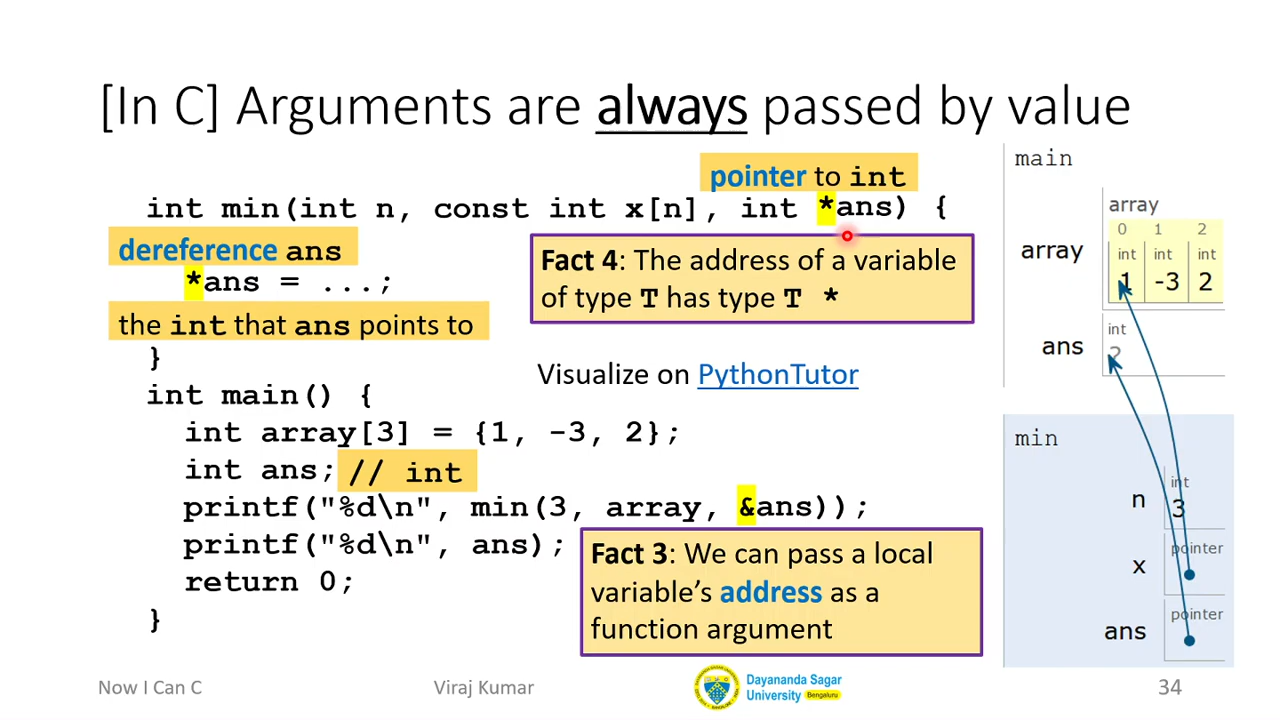 [In C] Arguments are always passed by value
pointer to int
int min(int n, const int x[n], int *ans) {
dereference ans
*ans = ...;
the int that ans points to
}
Fact 4: The address of a variable
of type T has type T *
Visualize on PythonTutor
int main() {
int array[3] = {1, -3, 2};
int ans; // int
printf("%d\n", min(3, array, &ans));
printf("%d\n", ans);
return 0;
}
Fact 3: We can pass a local
variable's address as a
function argument
main
array
0 1 2
int int int
array 1 -3 2
int
ans ?
min
int
n 3
pointer
x
pointer
ans
Now I Can C
Viraj Kumar
Dayananda Sagar
University Bengaluru
34